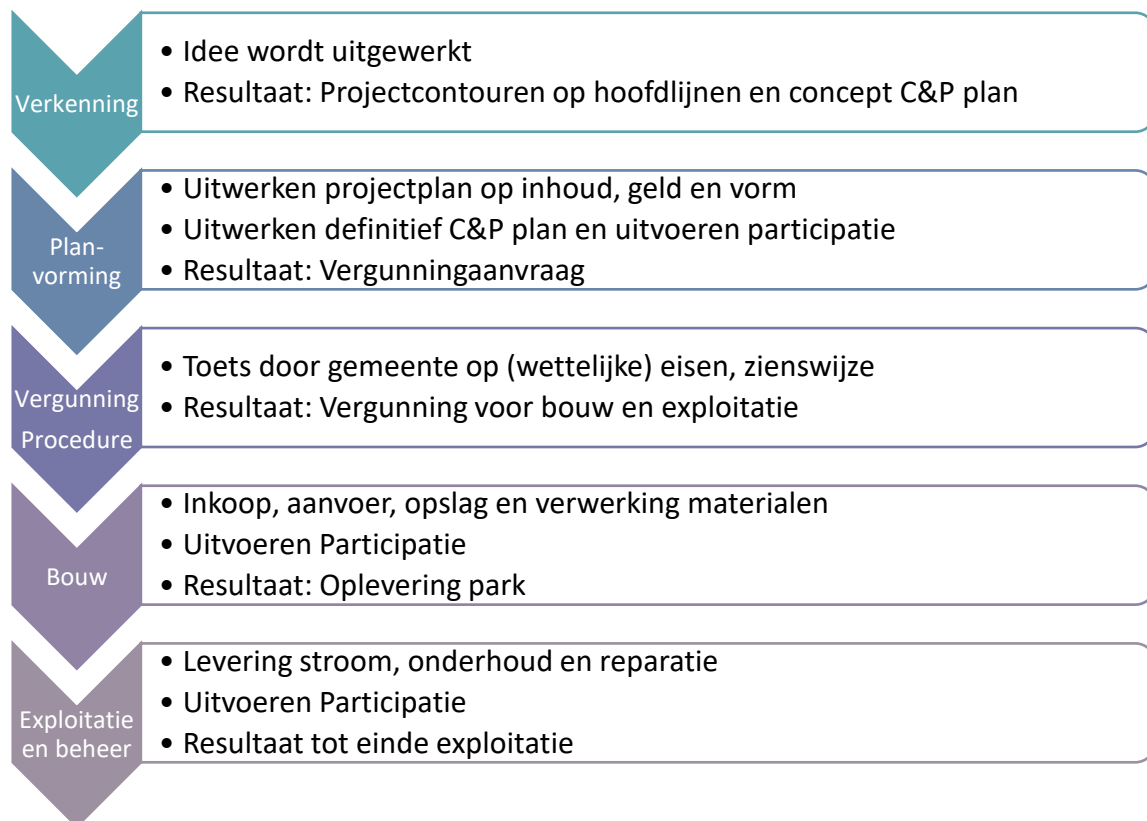 Verkenning
• Idee wordt uitgewerkt
• Resultaat: Projectcontouren op hoofdlijnen en concept C&P plan
Plan-
vorming
• Uitwerken projectplan op inhoud, geld en vorm
• Uitwerken definitief C&P plan en uitvoeren participatie
• Resultaat: Vergunningaanvraag
Vergunning
Procedure
• Toets door gemeente op (wettelijke) eisen, zienswijze
• Resultaat: Vergunning voor bouw en exploitatie
Bouw
• Inkoop, aanvoer, opslag en verwerking materialen
• Uitvoeren Participatie
• Resultaat: Oplevering park
Exploitatie
en beheer
• Levering stroom, onderhoud en reparatie
• Uitvoeren Participatie
• Resultaat tot einde exploitatie